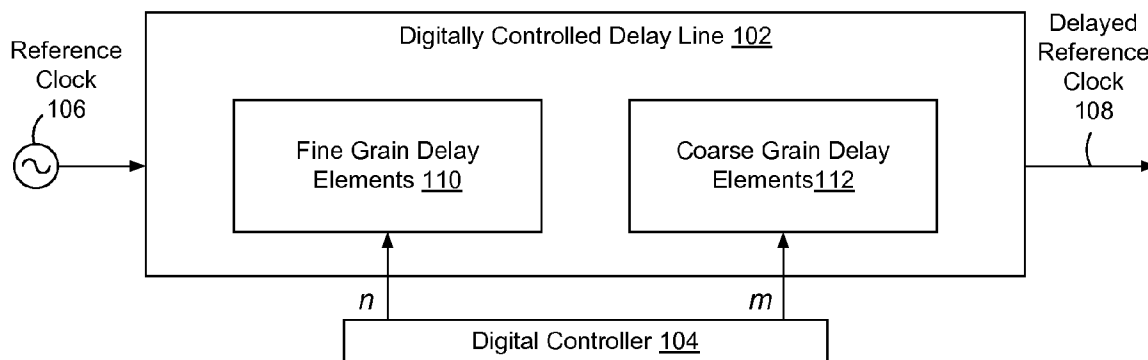 Digitally Controlled Delay Line 102
Reference
Clock
106
Delayed
Reference
Clock
108
Fine Grain Delay
Elements 110
Coarse Grain Delay
Elements112
n
m
Digital Controller 104